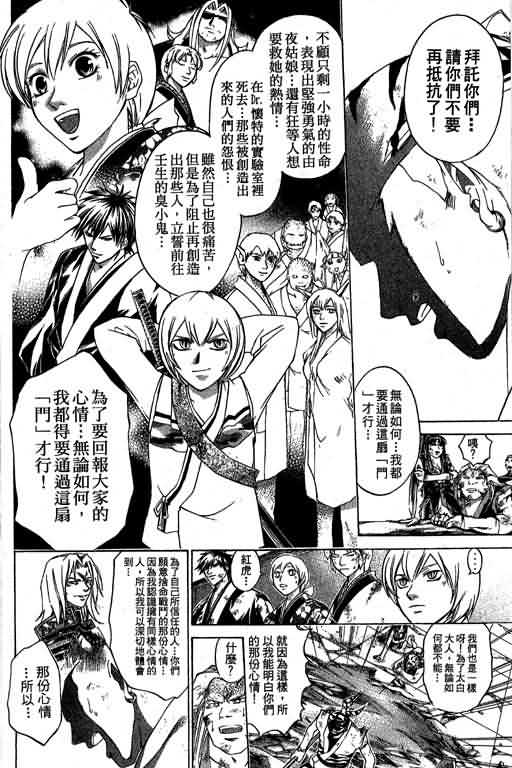 拜託你們…
請你們不要
再抵抗了！
無論如何…我都
要通過這扇「門」
才行…
咦？
不顧只剩一小時的性命
，表現出堅強勇氣的由
夜姑娘…還有狂等人想
要救她的熱情…
在Dr.懷特的實驗室裡
死去…那些被創造出
來的人們的怨恨…
雖然自己也很痛苦，
但是為了阻止再創造
出那些人，立誓前往
壬生的臭小鬼…
為了要回報大家的
心情…無論如何，
我都得要通過這扇
「門」才行！
……
我們也是一樣
呀！為了太白
大人，無論如
何都不能…
就因為這樣，所
以我能明白你們
的那份心情！
紅虎…
什麼？
為了自己所信任的人…你們
願意捨命戰鬥的那份心情…
因為我認識擁有同樣心情的
人，所以我可以深切地體會
到…
那份心情
…所以…